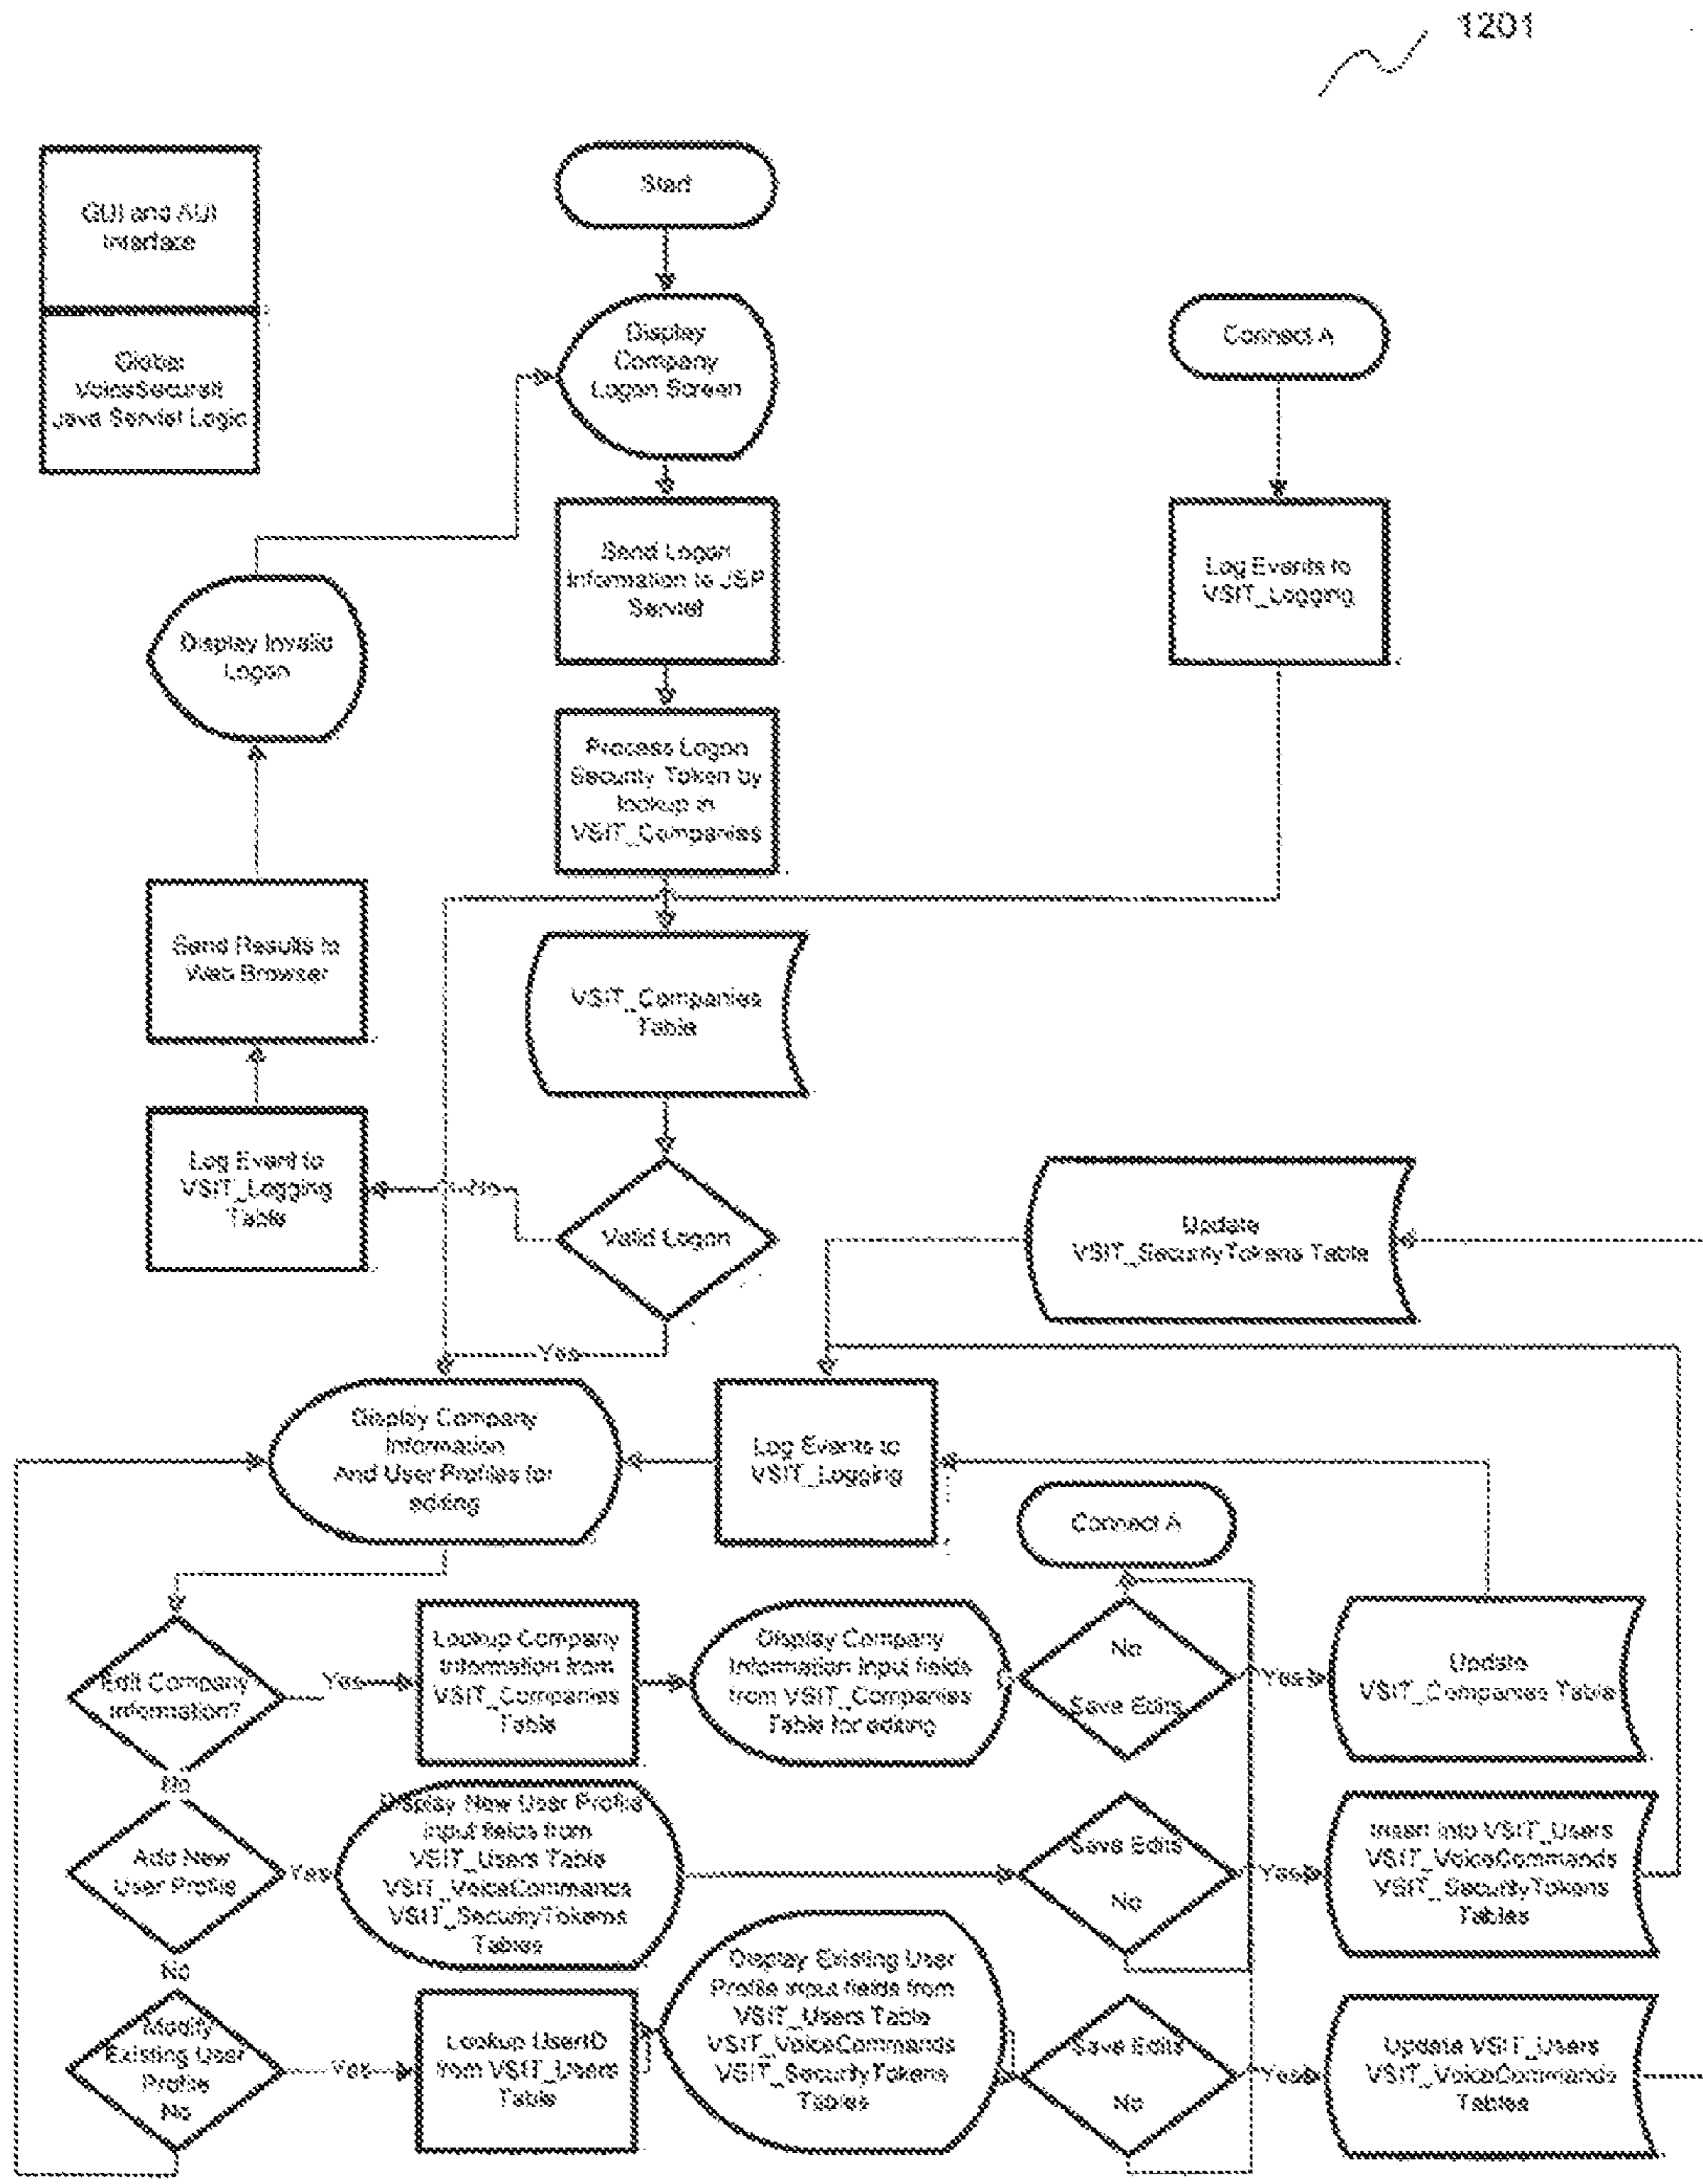 1201
GUI and AUI
Interface
Global
VoiceSecureIt
Java Servlet Logic
Start
Display
Company
Logon Screen
Connect A
Send Logon
Information to JSP
Servlet
Log Events to
VSIT_Logging
Display Invalid
Logon
Process Logon
Security Token by
lookup in
VSIT_Companies
Send Results to
Web Browser
VSIT_Companies
Table
Log Event to
VSIT_Logging
Table
No
Valid Logon
Yes
Update
VSIT_SecurityTokens Table
Display Company
Information
And User Profiles for
editing
Log Events to
VSIT_Logging
Connect A
Edit Company
Information?
Yes
Lookup Company
Information from
VSIT_Companies
Table
Display Company
Information input fields
from VSIT_Companies
Table for editing
No
Save Edits
Yes
Update
VSIT_Companies Table
No
Add New
User Profile
Yes
Display New User Profile
input fields from
VSIT_Users Table
VSIT_VoiceCommands
VSIT_SecurityTokens
Tables
Save Edits
No
Yes
Insert into VSIT_Users
VSIT_VoiceCommands
VSIT_SecurityTokens
Tables
No
Modify
Existing User
Profile
No
Yes
Lookup UserID
from VSIT_Users
Table
Display Existing User
Profile input fields from
VSIT_Users Table
VSIT_VoiceCommands
VSIT_SecurityTokens
Tables
Save Edits
No
Yes
Update VSIT_Users
VSIT_VoiceCommands
Tables